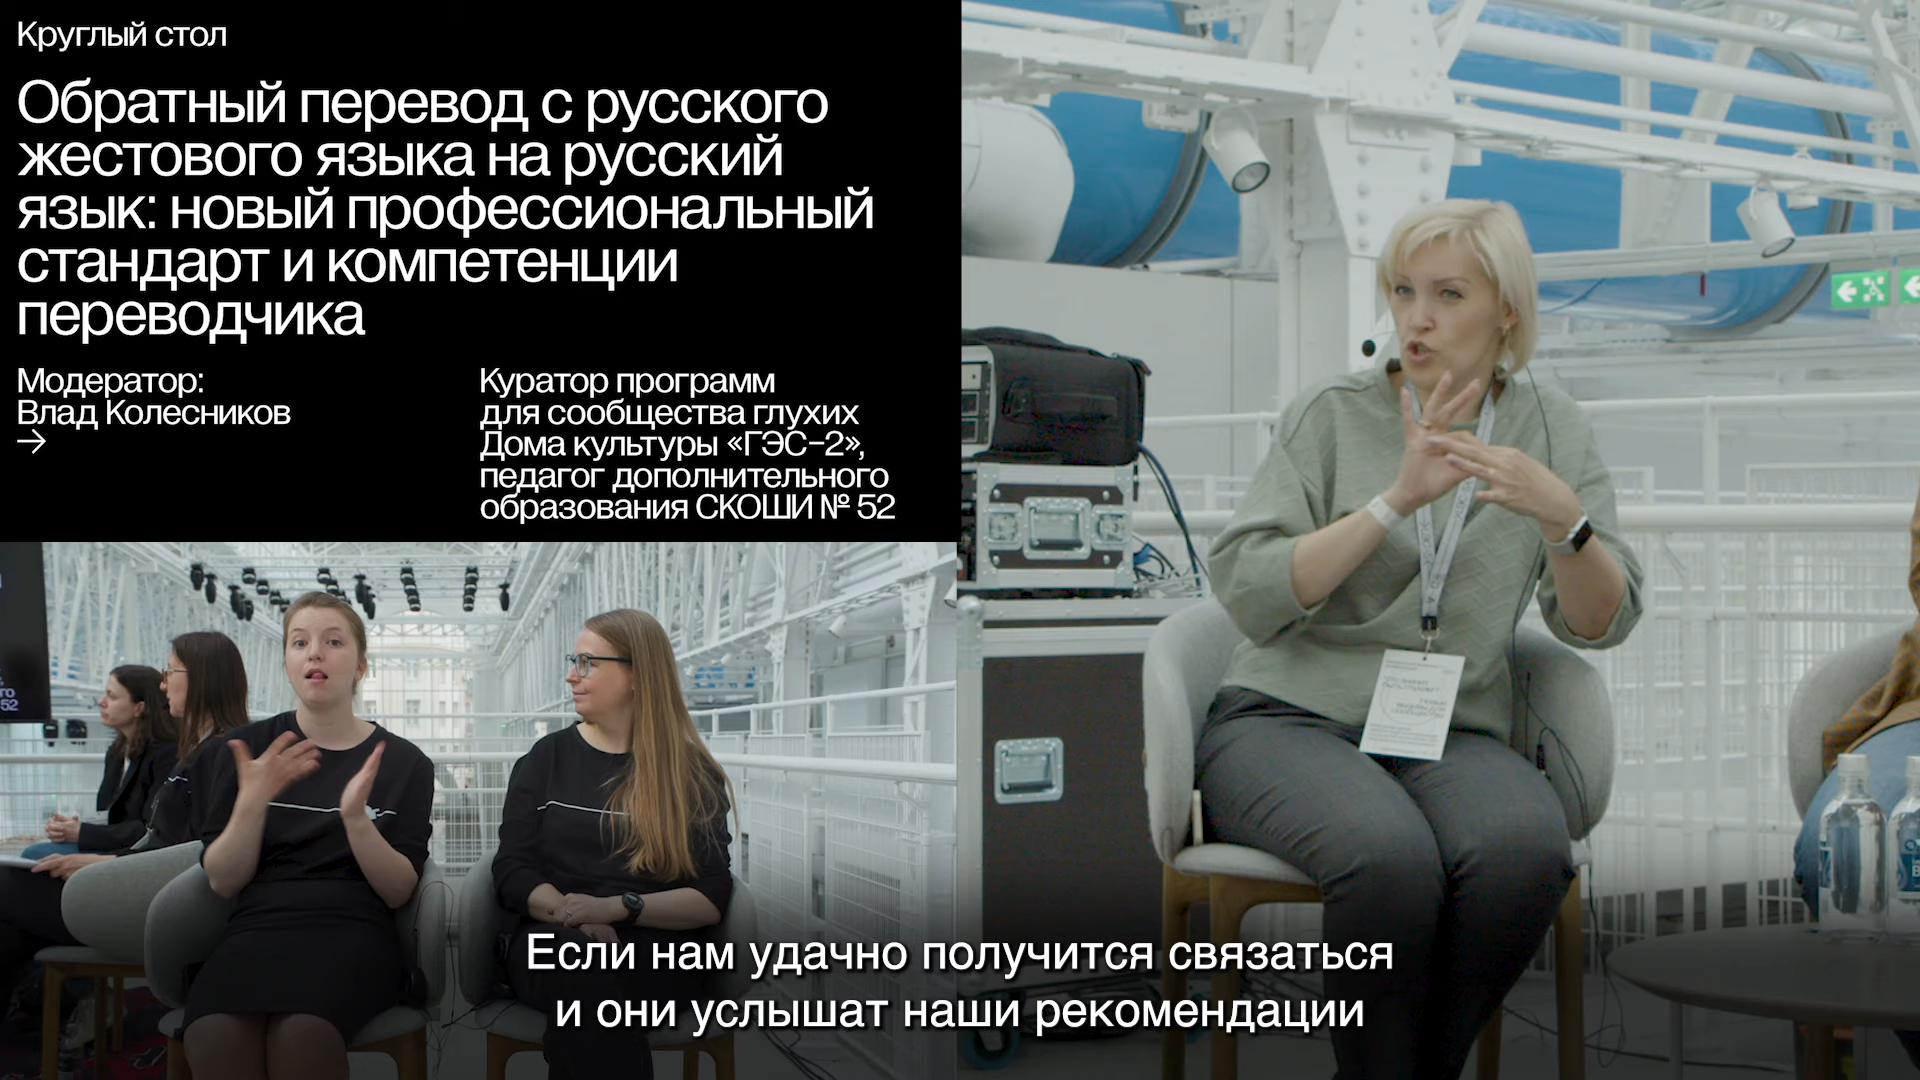 Круглый стол
Обратный перевод с русского
жестового языка на русский
язык: новый профессиональный
стандарт и компетенции
переводчика
Модератор:
Влад Колесников
→
Куратор программ
для сообщества глухих
Дома культуры «ГЭС–2»,
педагог дополнительного
образования СКОШИ № 52
52
Если нам удачно получится связаться
и они услышат наши рекомендации